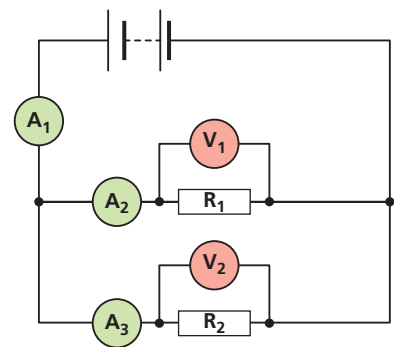 A₁
V₁
A₂
R₁
V₂
A₃
R₂